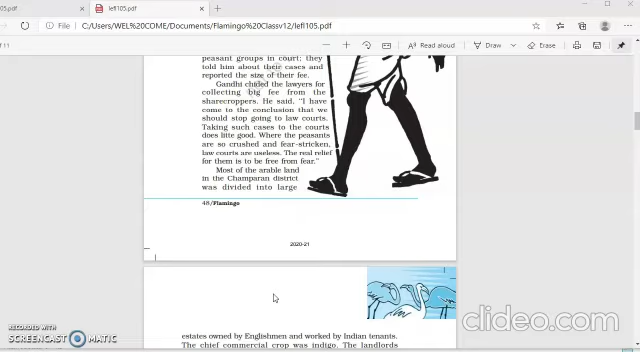 05.pdf
lefl105.pdf
File | C:/Users/WEL%20COME/Documents/Flamingo%20Classv12/lefl105.pdf
f 11
Read aloud
Draw
Erase
peasant groups in court; they
told him about their cases and
reported the size of their fee.
Gandhi chided the lawyers for
collecting big fee from the
sharecroppers. He said, "I have
come to the conclusion that we
should stop going to law courts.
Taking such cases to the courts
does litte good. Where the peasants
are so crushed and fear-stricken,
law courts are useless. The real relief
for them is to be free from fear."
Most of the arable land
in the Champaran district
was divided into large
48/Flamingo
2020-21
estates owned by Englishmen and worked by Indian tenants.
The chief commercial crop was indigo. The landlords
RECORDED WITH
SCREENCAST MATIC
clideo.com